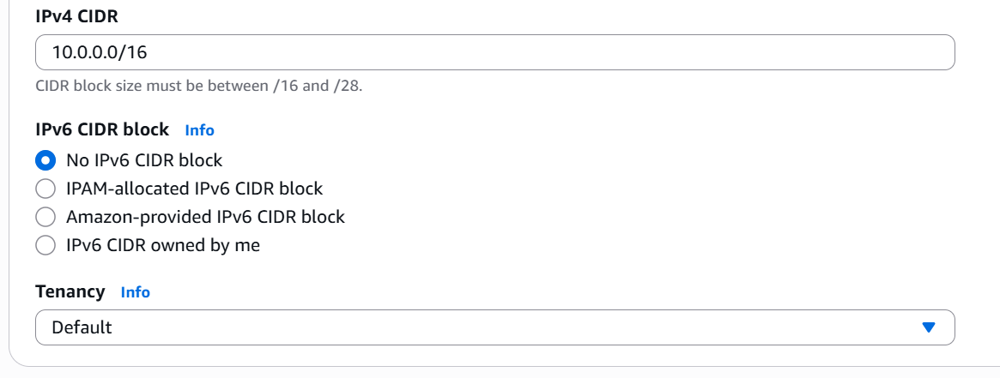 IPv4 CIDR
10.0.0.0/16
CIDR block size must be between /16 and /28.
IPv6 CIDR block Info
No IPv6 CIDR block
IPAM-allocated IPv6 CIDR block
Amazon-provided IPv6 CIDR block
IPv6 CIDR owned by me
Tenancy Info
Default